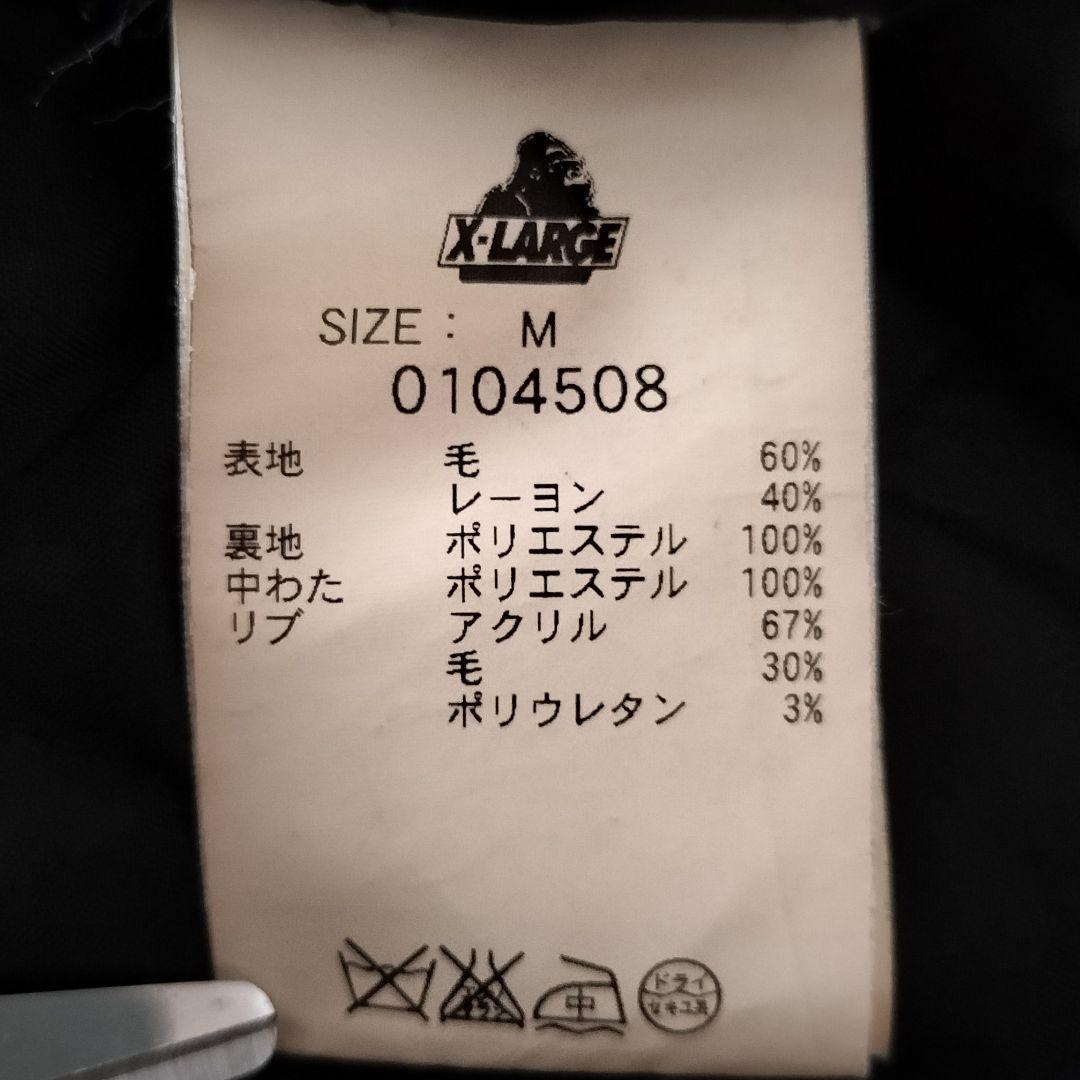 X-LARGE
SIZE : M
0104508
表地 毛 60%
レーヨン 40%
裏地 ポリエステル 100%
中わた ポリエステル 100%
リブ アクリル 67%
毛 30%
ポリウレタン 3%
中 ドライ